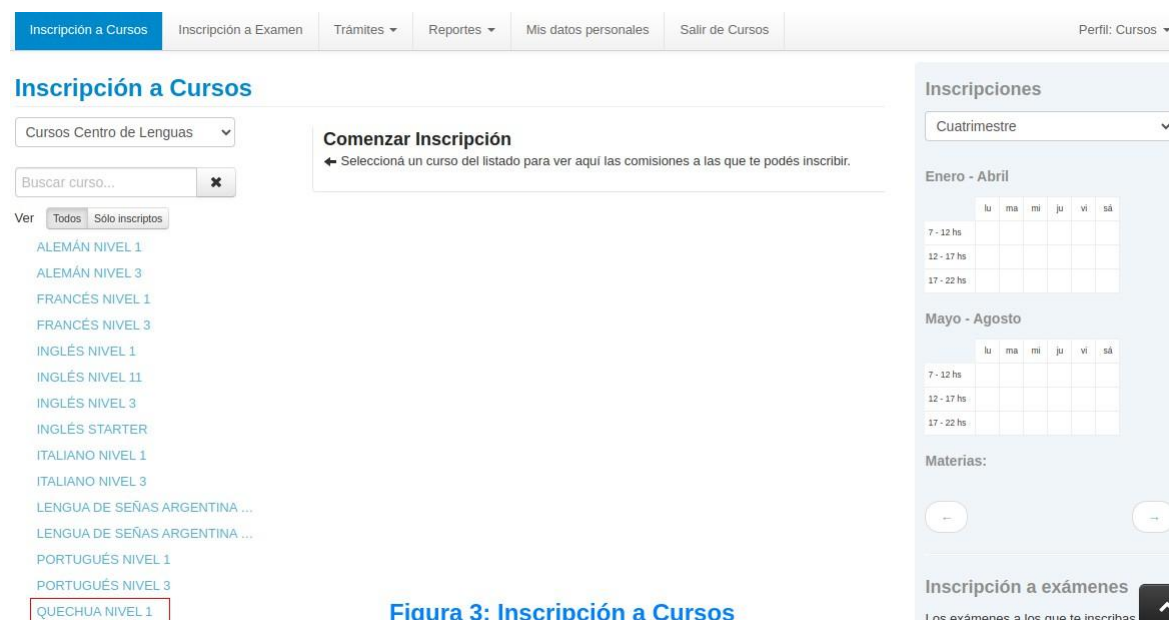 Inscripción a Cursos Inscripción a Examen Trámites Reportes Mis datos personales Salir de Cursos Perfil: Cursos
Inscripción a Cursos
Cursos Centro de Lenguas
Buscar curso...
Ver Todos Sólo inscriptos
ALEMÁN NIVEL 1
ALEMÁN NIVEL 3
FRANCÉS NIVEL 1
FRANCÉS NIVEL 3
INGLÉS NIVEL 1
INGLÉS NIVEL 11
INGLÉS NIVEL 3
INGLÉS STARTER
ITALIANO NIVEL 1
ITALIANO NIVEL 3
LENGUA DE SEÑAS ARGENTINA ...
LENGUA DE SEÑAS ARGENTINA ...
PORTUGUÉS NIVEL 1
PORTUGUÉS NIVEL 3
QUECHUA NIVEL 1
Comenzar Inscripción
← Seleccioná un curso del listado para ver aquí las comisiones a las que te podés inscribir.
Figura 3: Inscripción a Cursos
Inscripciones
Cuatrimestre
Enero - Abril
lu ma mi ju vi sá
7 - 12 hs
12 - 17 hs
17 - 22 hs
Mayo - Agosto
lu ma mi ju vi sá
7 - 12 hs
12 - 17 hs
17 - 22 hs
Materias:
← →
Inscripción a exámenes
Los exámenes a los que te inscribas